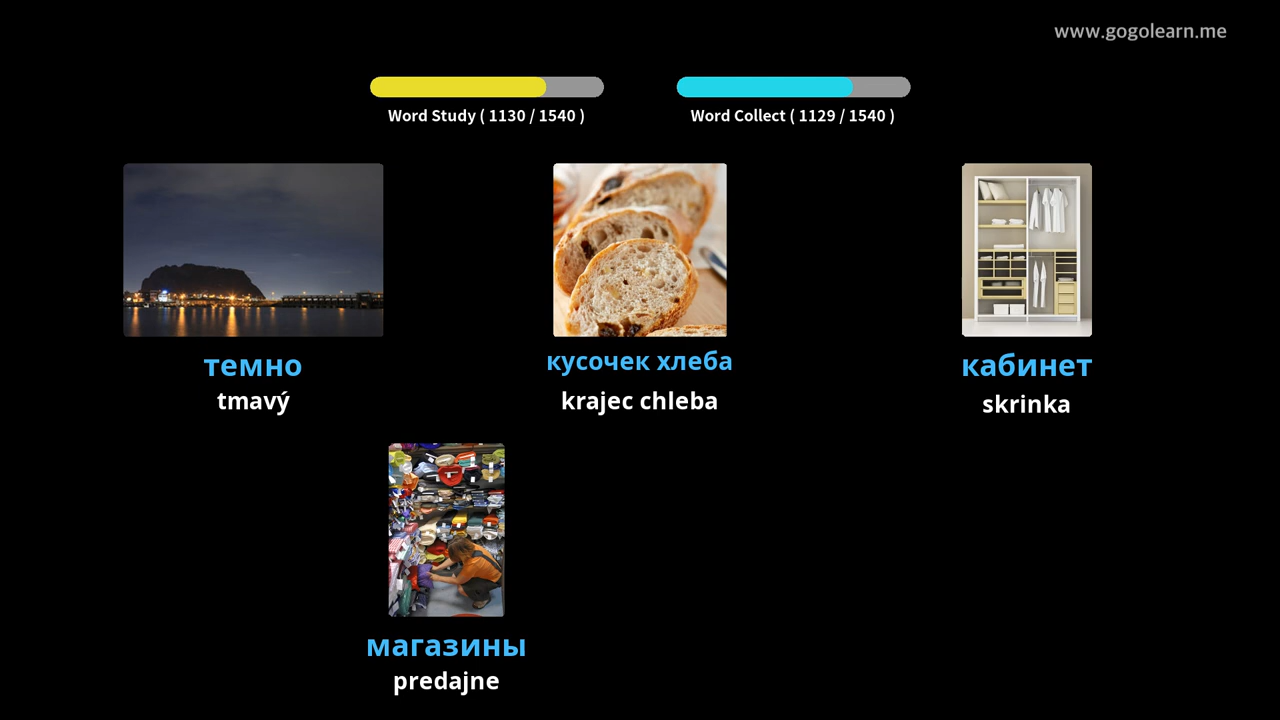 www.gogolearn.me
Word Study ( 1130 / 1540 )
Word Collect ( 1129 / 1540 )
темно
tmavý
кусочек хлеба
krajec chleba
кабинет
skrinka
магазины
predajne